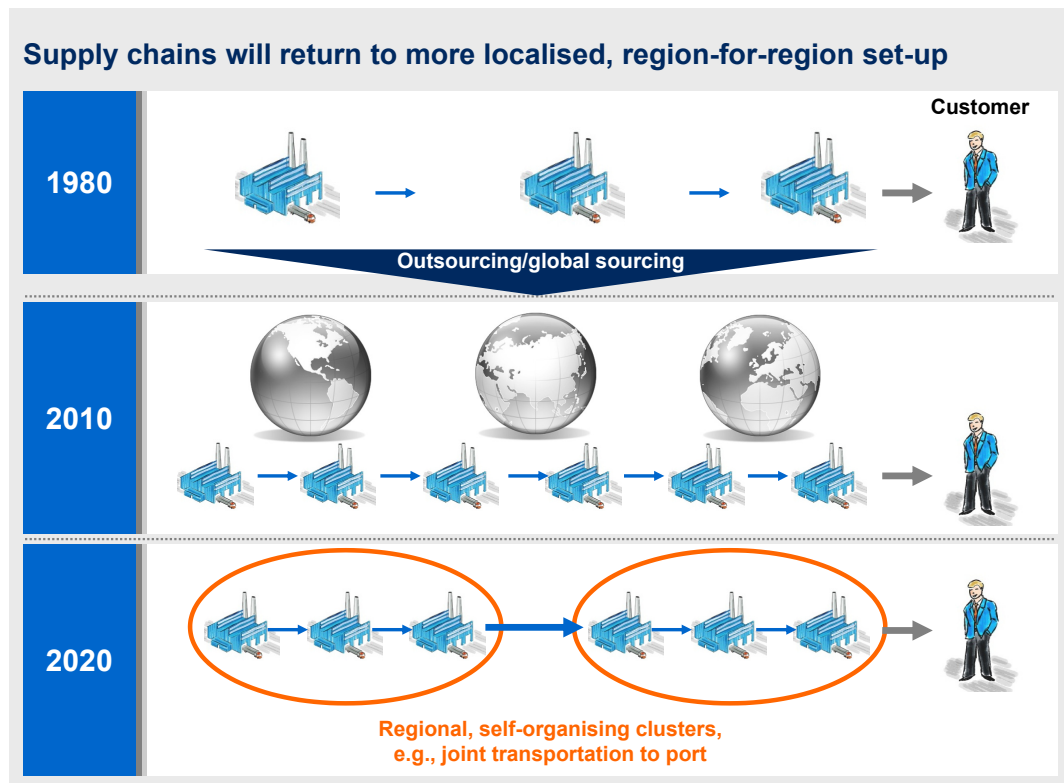 Supply chains will return to more localised, region-for-region set-up
Customer
1980
Outsourcing/global sourcing
2010
2020
Regional, self-organising clusters,
e.g., joint transportation to port